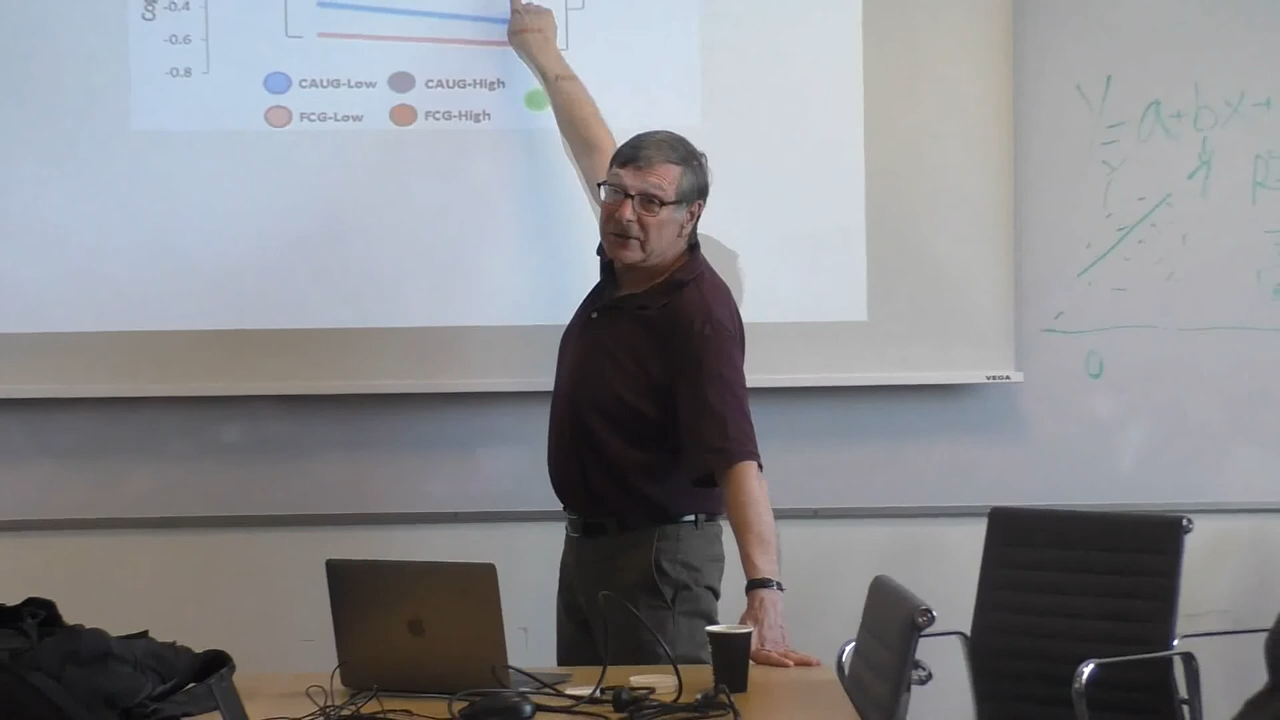 -0.4
-0.6
-0.8
CAUG-Low
CAUG-High
FCG-Low
FCG-High
VEGA
Y = a+bx+
0